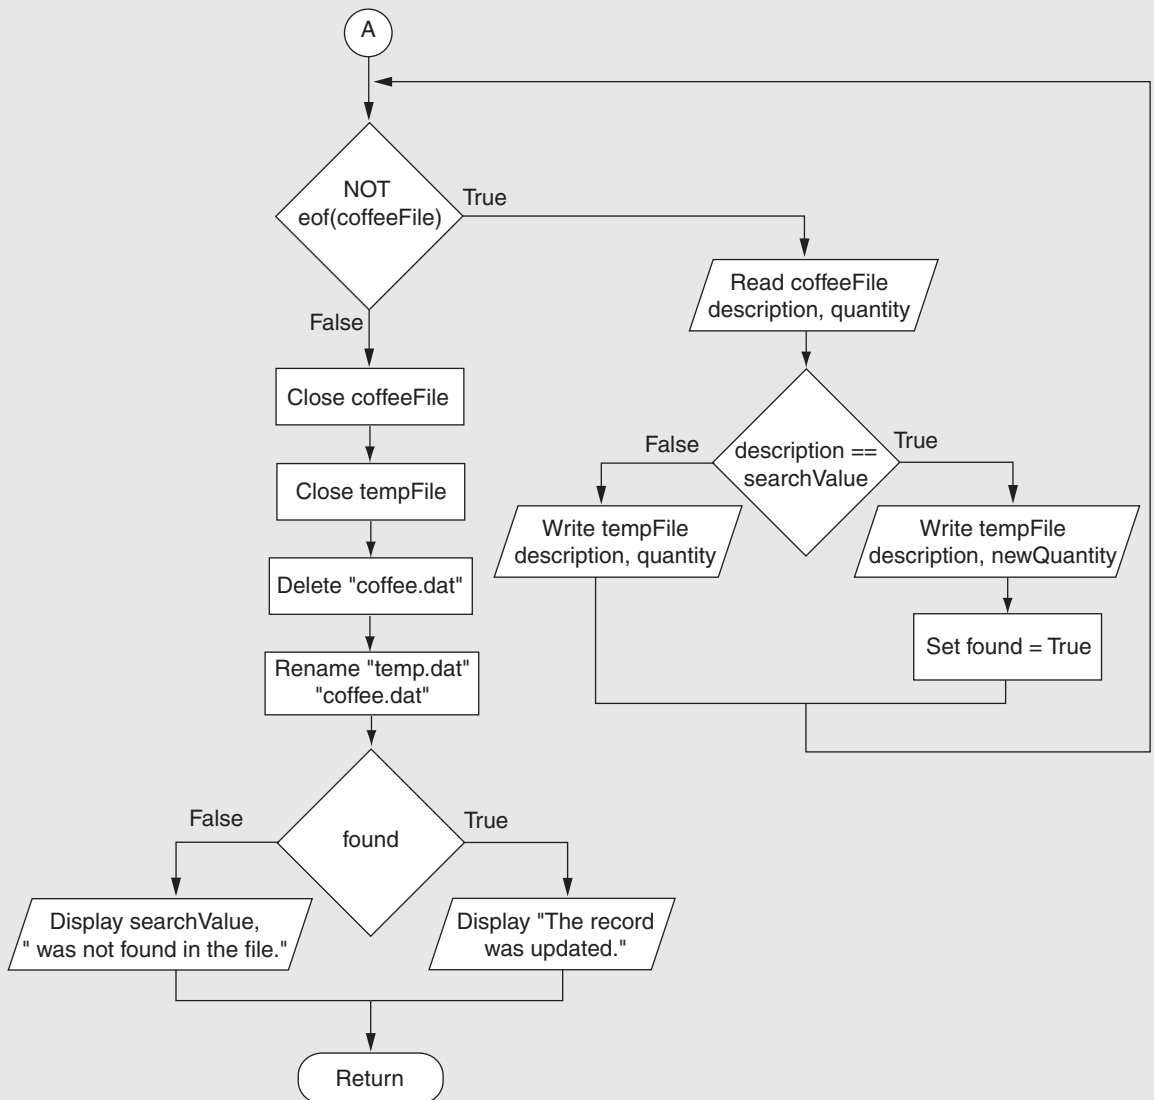 A
NOT
eof(coffeeFile)
True
Read coffeeFile
description, quantity
False
Close coffeeFile
description ==
searchValue
False
True
Close tempFile
Write tempFile
description, quantity
Write tempFile
description, newQuantity
Delete "coffee.dat"
Set found = True
Rename "temp.dat"
"coffee.dat"
found
False
True
Display searchValue,
" was not found in the file."
Display "The record
was updated."
Return